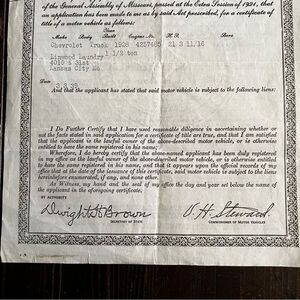 of the General Assembly of Missouri, passed at the Extra Session of 1921, that
an application has been made to me as by said Act prescribed, for a certificate of
title of a motor vehicle as follows:
Make Body Built Engine No. H.P.
Chevrolet Truck 1928 4257485 21 3 11/16
1 1/2 ton
Linwood Laundry
4010 E 31st
Kansas City Mo
Date
And that the applicant has stated that said motor vehicle is subject to the following liens:
I Do Further Certify that I have used reasonable diligence in ascertaining whether or
not the facts stated in said application for a certificate of title are true, and that I am satisfied
that the applicant is the lawful owner of the above-described motor vehicle, or is otherwise
entitled to have the same registered in his name:
Wherefore, I do hereby certify that the above-named applicant has been duly registered
in my office as the lawful owner of the above-described motor vehicle, or is otherwise
entitled to have the same registered in his name, and that it appears upon the official records of my
office that at the date of the issuance of this certificate, said motor vehicle is subject to the liens
hereinbefore enumerated, if any, and none other.
As Witness, my hand and the seal of my office the day and year set below the name of
the registrant in the above certificate.
BY AUTHORITY
Dwight H Brown
SECRETARY OF STATE
V. H. Steward
COMMISSIONER OF MOTOR VEHICLES